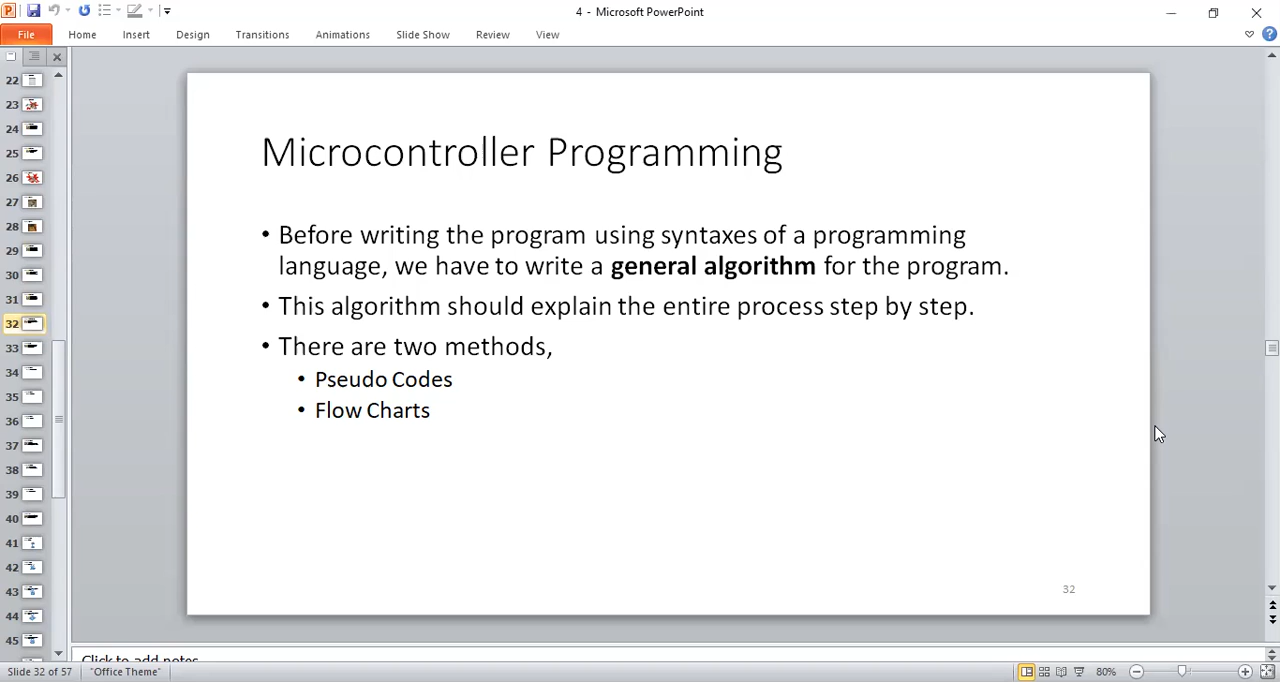 4 - Microsoft PowerPoint
File Home Insert Design Transitions Animations Slide Show Review View
22
23
24
25
26
27
28
29
30
31
32
33
34
35
36
37
38
39
40
41
42
43
44
45
Microcontroller Programming
• Before writing the program using syntaxes of a programming
language, we have to write a general algorithm for the program.
• This algorithm should explain the entire process step by step.
• There are two methods,
• Pseudo Codes
• Flow Charts
32
Click to add notes
Slide 32 of 57 "Office Theme" 80%